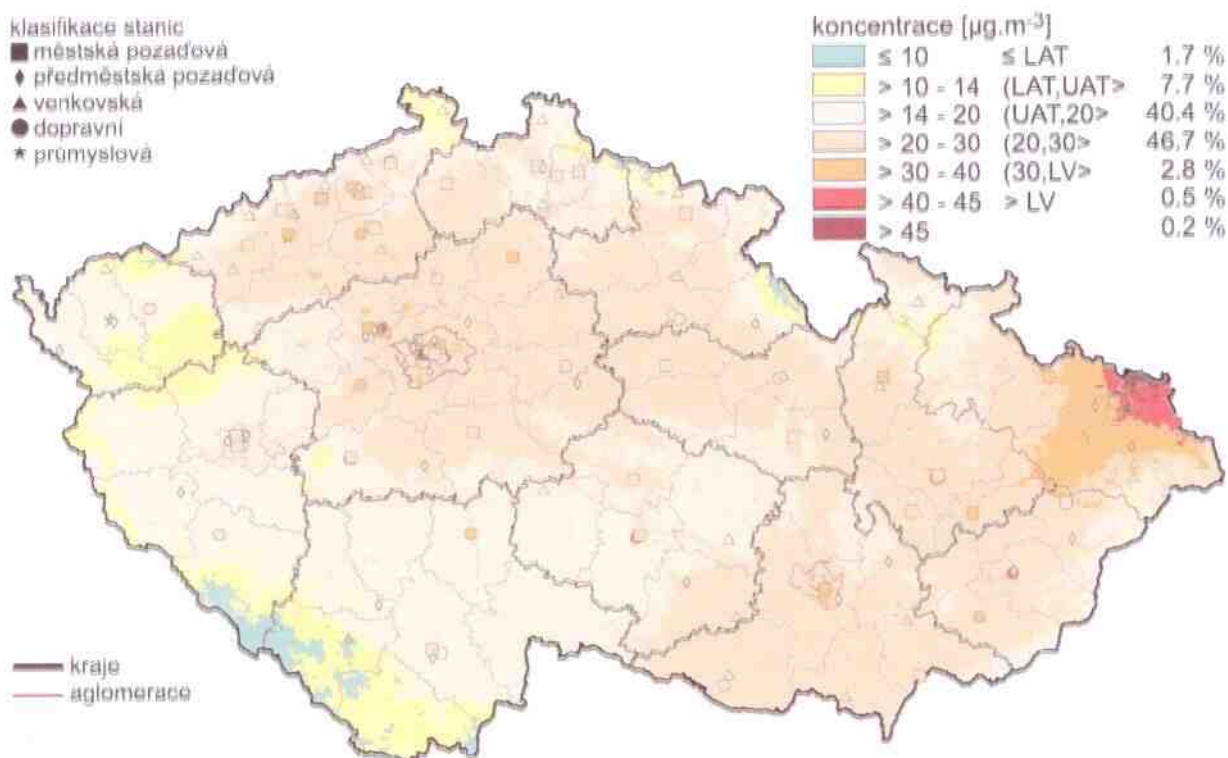 klasifikace stanic
městská pozaďová
předměstská pozaďová
venkovská
dopravní
průmyslová
kraje
aglomerace
koncentrace [µg.m-3]
≤ 10 ≤ LAT 1.7 %
> 10 - 14 (LAT,UAT> 7.7 %
> 14 - 20 (UAT,20> 40.4 %
> 20 - 30 (20,30> 46.7 %
> 30 - 40 (30,LV> 2.8 %
> 40 - 45 > LV 0.5 %
> 45 0.2 %